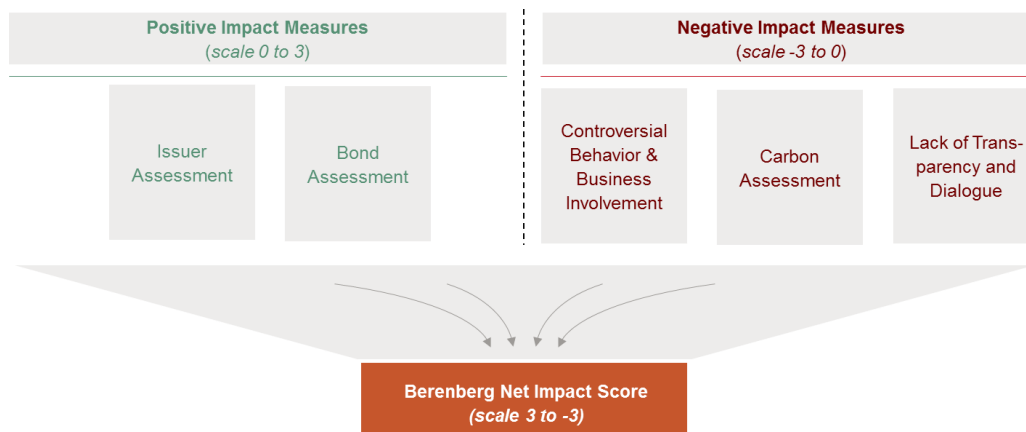 Positive Impact Measures
(scale 0 to 3)
Negative Impact Measures
(scale -3 to 0)
Issuer
Assessment
Bond
Assessment
Controversial
Behavior &
Business
Involvement
Carbon
Assessment
Lack of Trans-
parency and
Dialogue
Berenberg Net Impact Score
(scale 3 to -3)